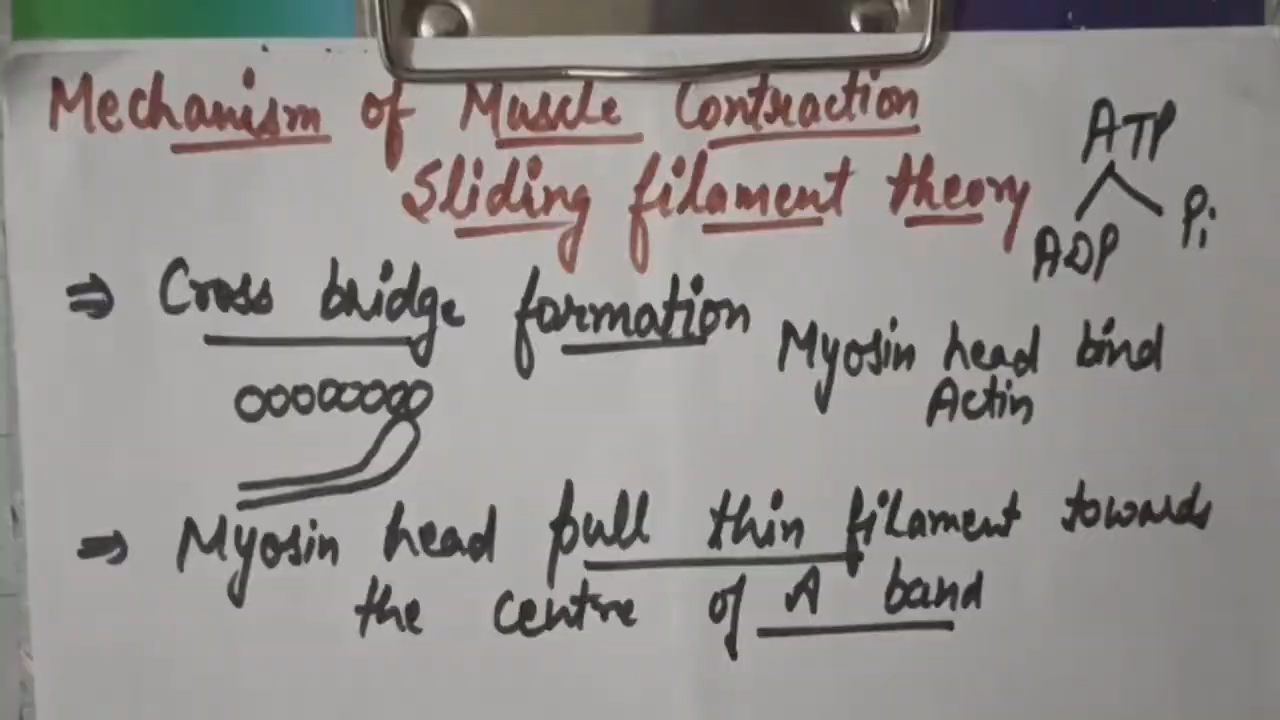 Mechanism of Muscle Contraction
Sliding filament theory
ATP
ADP Pi
⇒ Cross bridge formation
Myosin head bind
Actin
⇒ Myosin head pull thin filament towards
the centre of A band